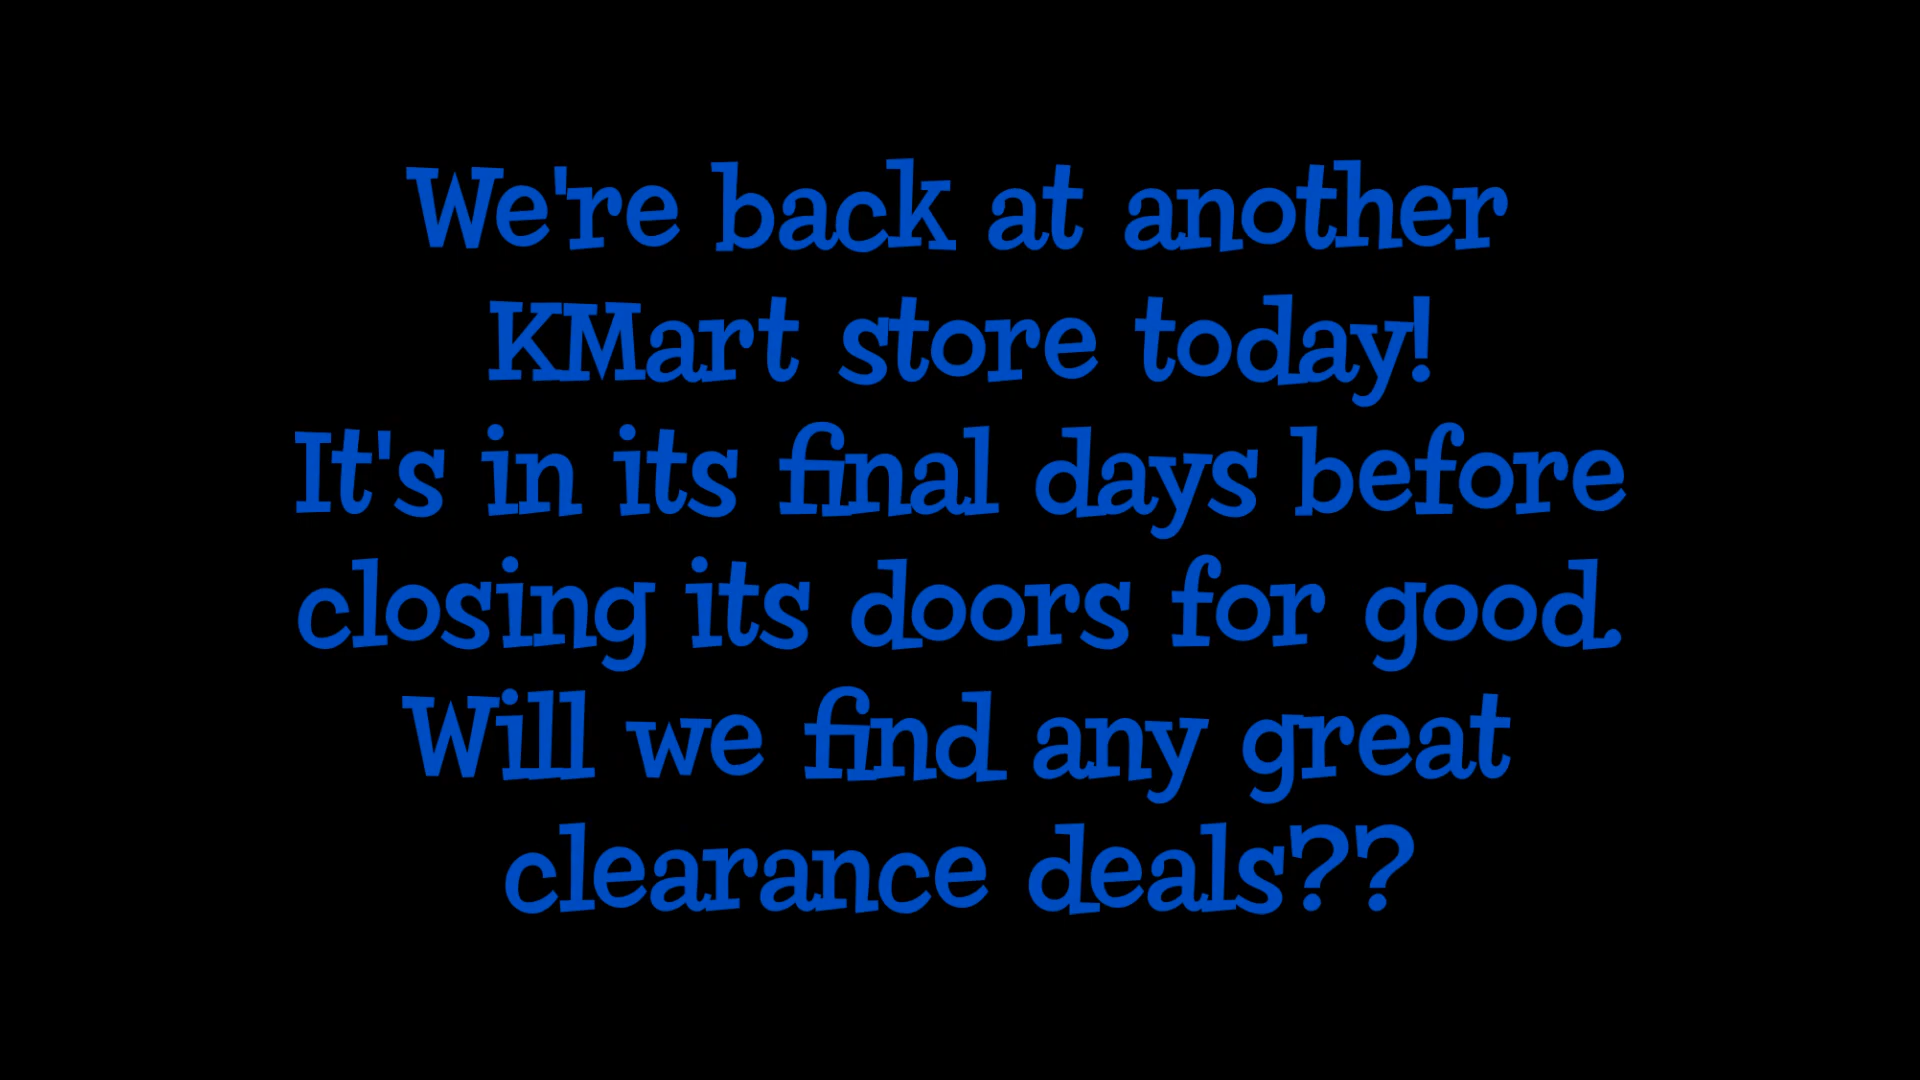 We're back at another
KMart store today!
It's in its final days before
closing its doors for good.
Will we find any great
clearance deals??